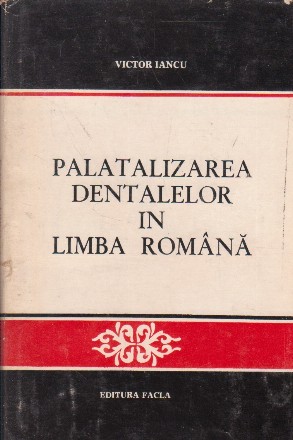 VICTOR IANCU
PALATALIZAREA
DENTALELOR
IN
LIMBA ROMÂNĂ
EDITURA FACLA